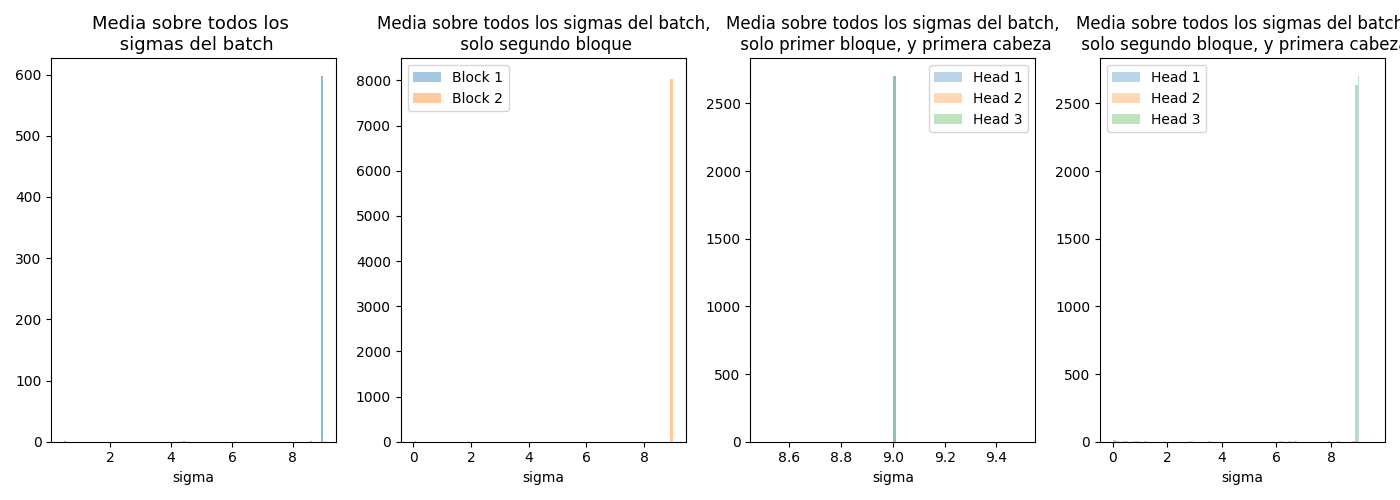 Media sobre todos los
sigmas del batch
600
500
400
300
200
100
0
2
4
6
8
sigma
Media sobre todos los sigmas del batch,
solo segundo bloque
Block 1
Block 2
8000
7000
6000
5000
4000
3000
2000
1000
0
0
2
4
6
8
sigma
Media sobre todos los sigmas del batch,
solo primer bloque, y primera cabeza
Head 1
Head 2
Head 3
2500
2000
1500
1000
500
0
8.6
8.8
9.0
9.2
9.4
sigma
Media sobre todos los sigmas del batch
solo segundo bloque, y primera cabeza
Head 1
Head 2
Head 3
2500
2000
1500
1000
500
0
0
2
4
6
8
sigma